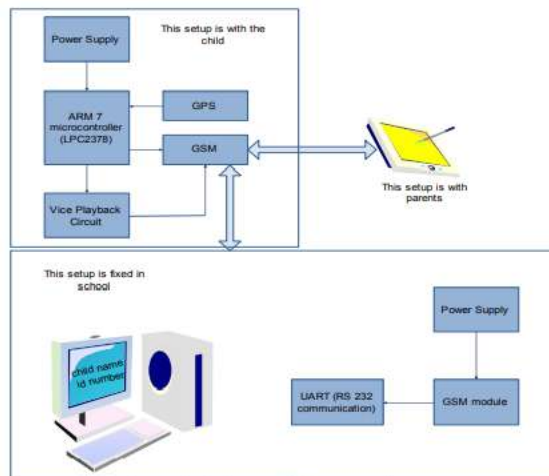 This setup is with the
child
Power Supply
ARM 7
microcontroller
(LPC2378)
GPS
GSM
Vice Playback
Circuit
This setup is with
parents
This setup is fixed in
school
child name
id number
Power Supply
UART (RS 232
communication)
GSM module